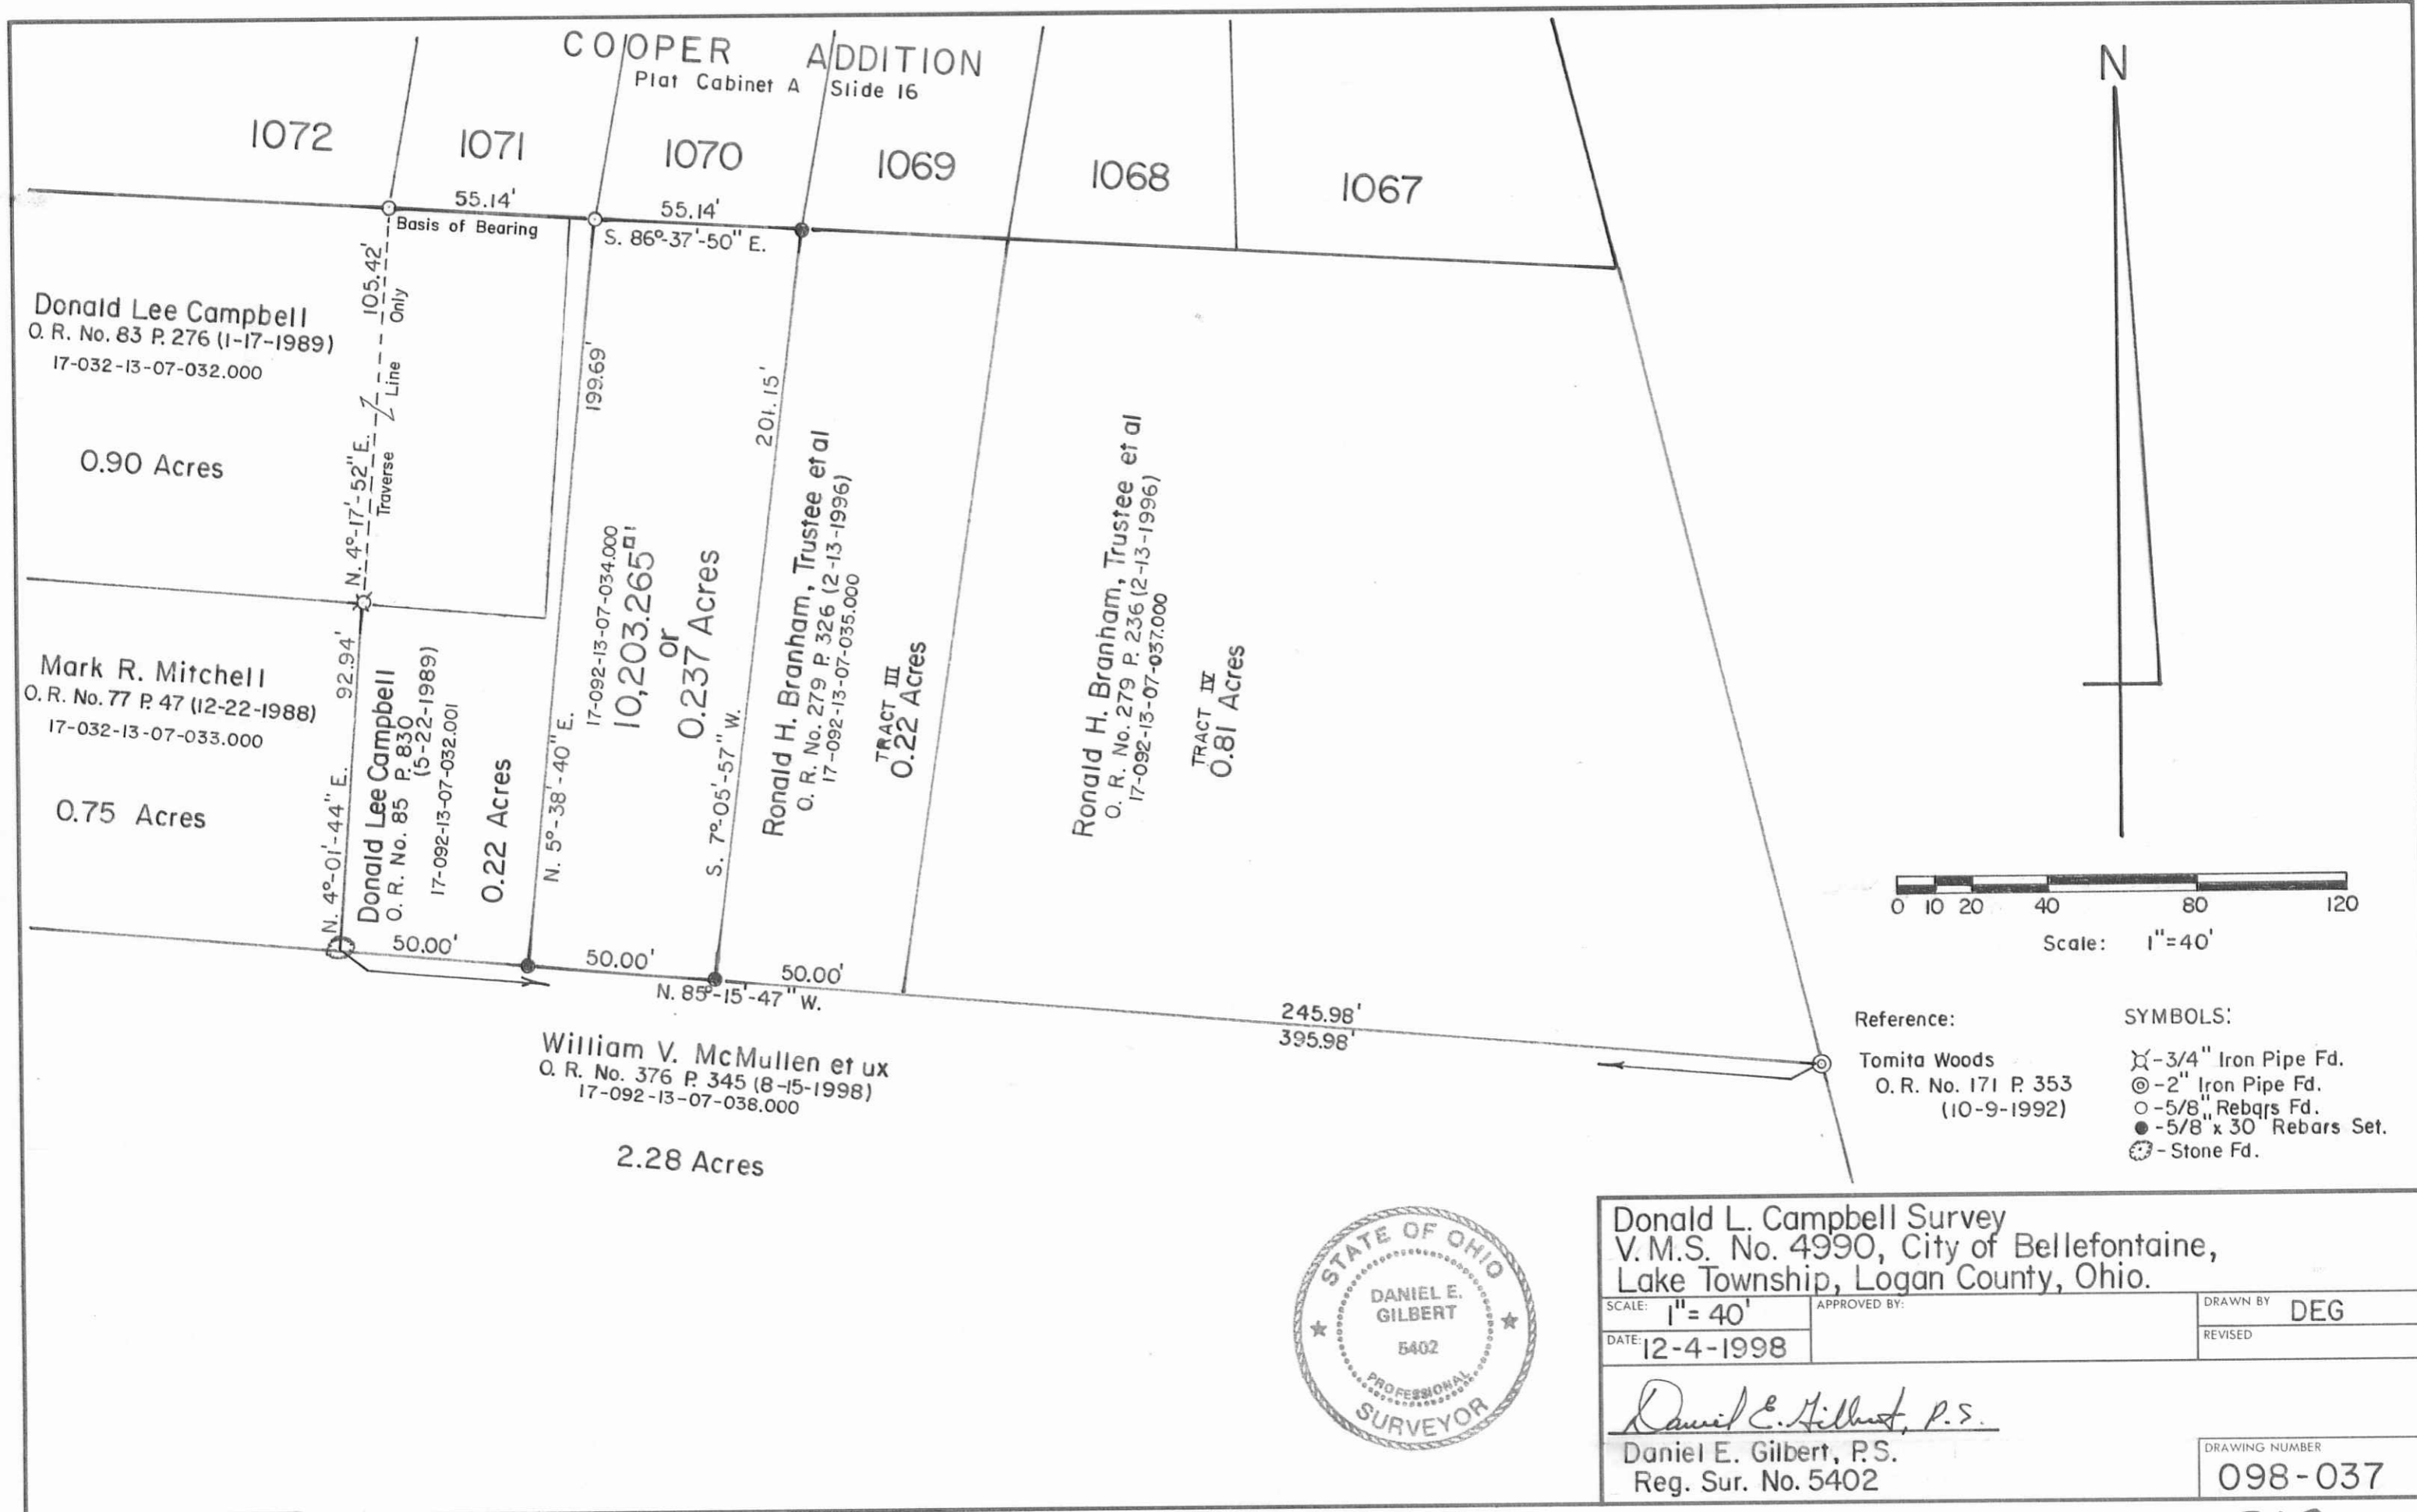 COOPER ADDITION
Plat Cabinet A Slide 16
N
1072
1071
1070
1069
1068
1067
55.14'
Basis of Bearing
55.14'
S. 86°-37'-50" E.
Donald Lee Campbell
O. R. No. 83 P. 276 (1-17-1989)
17-032-13-07-032.000
0.90 Acres
N. 4°-17'-52" E. 105.42'
Traverse Line Only
Mark R. Mitchell
O. R. No. 77 P. 47 (12-22-1988)
17-032-13-07-033.000
0.75 Acres
N. 4°-01'-44" E. 92.94'
Donald Lee Campbell
O. R. No. 85 P. 830
(5-22-1989)
17-092-13-07-032.001
0.22 Acres
N. 5°-38'-40" E. 199.69'
17-092-13-07-034.000
10,203.265□'
or
0.237 Acres
S. 7°-05'-57" W. 201.15'
Ronald H. Branham, Trustee et al
O. R. No. 279 P. 326 (2-13-1996)
17-092-13-07-035.000
TRACT III
0.22 Acres
Ronald H. Branham, Trustee et al
O. R. No. 279 P. 236 (2-13-1996)
17-092-13-07-037.000
TRACT IV
0.81 Acres
50.00'
50.00'
50.00'
N. 85°-15'-47" W.
245.98'
395.98'
William V. McMullen et ux
O. R. No. 376 P. 345 (8-15-1998)
17-092-13-07-038.000
2.28 Acres
0 10 20 40 80 120
Scale: 1"=40'
Reference:
Tomita Woods
O. R. No. 171 P. 353
(10-9-1992)
SYMBOLS:
-3/4" Iron Pipe Fd.
-2" Iron Pipe Fd.
-5/8" Rebars Fd.
-5/8" x 30" Rebars Set.
- Stone Fd.
STATE OF OHIO
DANIEL E.
GILBERT
5402
PROFESSIONAL
SURVEYOR
Donald L. Campbell Survey
V.M.S. No. 4990, City of Bellefontaine,
Lake Township, Logan County, Ohio.
SCALE: 1"= 40'
APPROVED BY:
DRAWN BY DEG
DATE: 12-4-1998
REVISED
Daniel E. Gilbert, P.S.
Daniel E. Gilbert, P.S.
Reg. Sur. No. 5402
DRAWING NUMBER
098-037